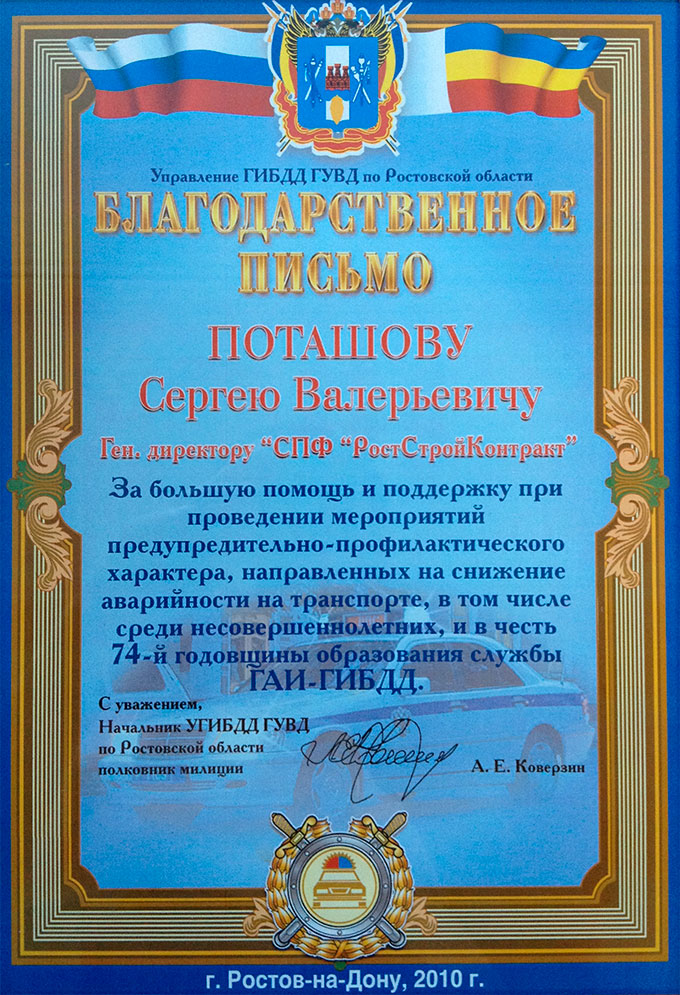 Управление ГИБДД ГУВД по Ростовской области
БЛАГОДАРСТВЕННОЕ
ПИСЬМО
ПОТАШОВУ
Сергею Валерьевичу
Ген. директору "СПФ "РостСтройКонтракт"
За большую помощь и поддержку при
проведении мероприятий
предупредительно-профилактического
характера, направленных на снижение
аварийности на транспорте, в том числе
среди несовершеннолетних, и в честь
74-й годовщины образования службы
ГАИ-ГИБДД.
С уважением,
Начальник УГИБДД ГУВД
по Ростовской области
полковник милиции
А. Е. Коверзин
г. Ростов-на-Дону, 2010 г.